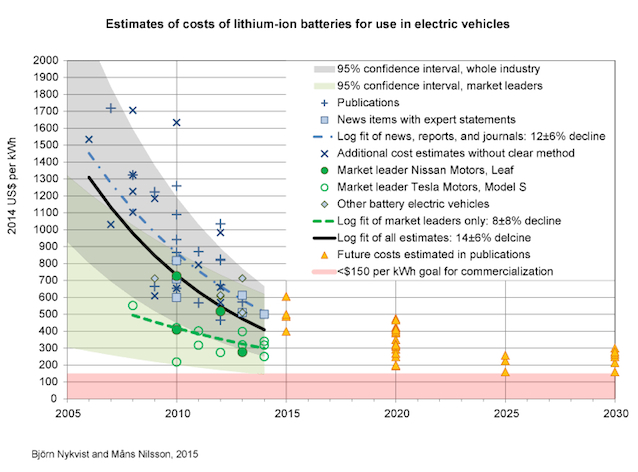 Estimates of costs of lithium-ion batteries for use in electric vehicles
2014 US$ per kWh
2000
1900
1800
1700
1600
1500
1400
1300
1200
1100
1000
900
800
700
600
500
400
300
200
100
0
95% confidence interval, whole industry
95% confidence interval, market leaders
Publications
News items with expert statements
Log fit of news, reports, and journals: 12±6% decline
Additional cost estimates without clear method
Market leader Nissan Motors, Leaf
Market leader Tesla Motors, Model S
Other battery electric vehicles
Log fit of market leaders only: 8±8% decline
Log fit of all estimates: 14±6% delcine
Future costs estimated in publications
<$150 per kWh goal for commercialization
2005 2010 2015 2020 2025 2030
Björn Nykvist and Måns Nilsson, 2015